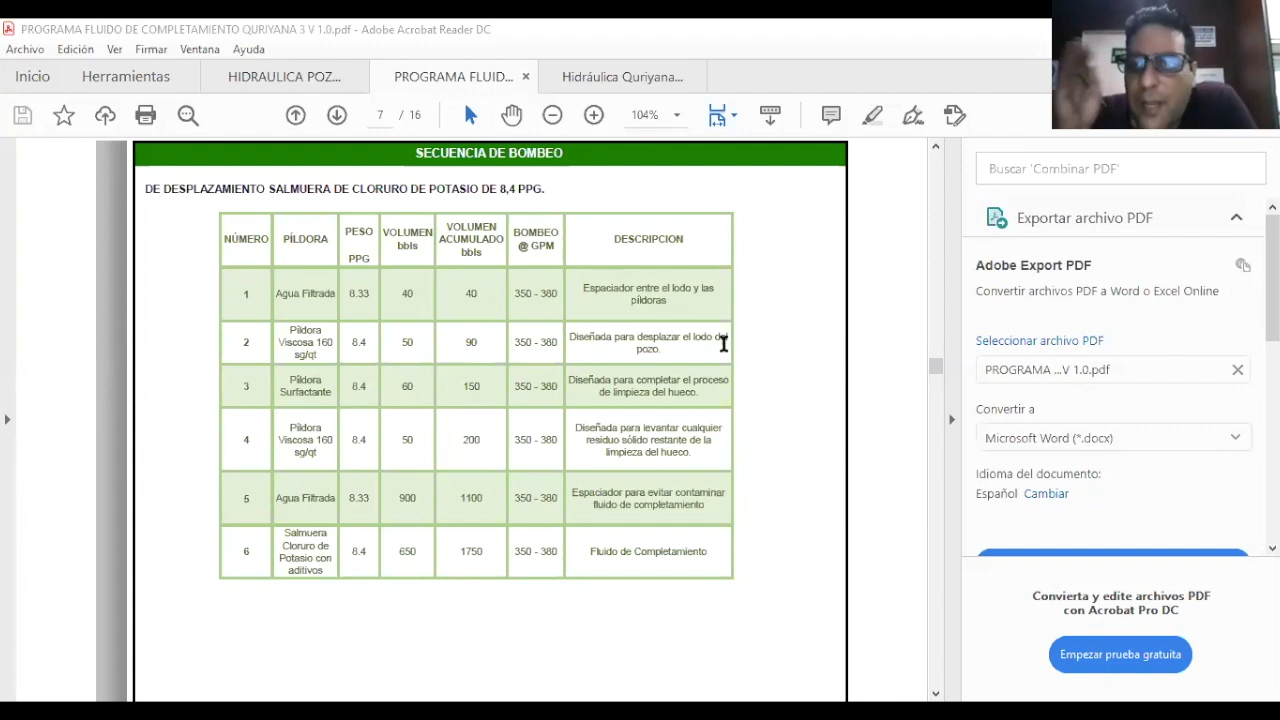 PROGRAMA FLUIDO DE COMPLETAMIENTO QURIYANA 3 V 1.0.pdf - Adobe Acrobat Reader DC
Archivo Edición Ver Firmar Ventana Ayuda
Inicio Herramientas HIDRAULICA POZ... PROGRAMA FLUID... × Hidráulica Quriyana...
7 / 16 104%
SECUENCIA DE BOMBEO
DE DESPLAZAMIENTO SALMUERA DE CLORURO DE POTASIO DE 8,4 PPG.
NÚMERO PÍLDORA PESO PPG VOLUMEN bbls VOLUMEN ACUMULADO bbls BOMBEO @ GPM DESCRIPCION
1 Agua Filtrada 8.33 40 40 350 - 380 Espaciador entre el lodo y las píldoras
2 Píldora Viscosa 160 sg/qt 8.4 50 90 350 - 380 Diseñada para desplazar el lodo del pozo.
3 Píldora Surfactante 8.4 60 150 350 - 380 Diseñada para completar el proceso de limpieza del hueco.
4 Píldora Viscosa 160 sg/qt 8.4 50 200 350 - 380 Diseñada para levantar cualquier residuo sólido restante de la limpieza del hueco.
5 Agua Filtrada 8.33 900 1100 350 - 380 Espaciador para evitar contaminar fluido de completamiento
6 Salmuera Cloruro de Potasio con aditivos 8.4 650 1750 350 - 380 Fluido de Completamiento
Buscar 'Combinar PDF'
Exportar archivo PDF
Adobe Export PDF
Convierta archivos PDF a Word o Excel Online
Seleccionar archivo PDF
PROGRAMA ...V 1.0.pdf
Convertir a
Microsoft Word (*.docx)
Idioma del documento:
Español Cambiar
Convierta y edite archivos PDF
con Acrobat Pro DC
Empezar prueba gratuita